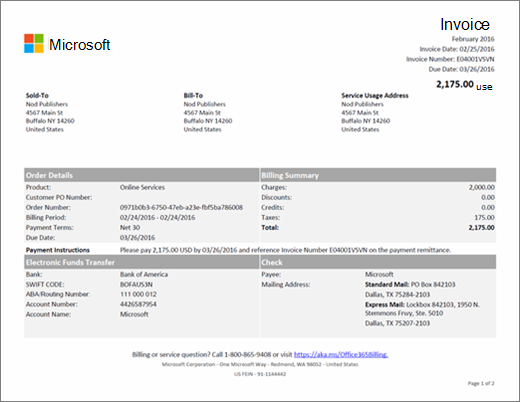 Invoice
February 2016
Microsoft
Invoice Date: 02/25/2016
Invoice Number: E04001VSVN
Due Date: 03/26/2016
2,175.00 use
Sold-To Bill-To Service Usage Address
Nod Publishers Nod Publishers Nod Publishers
4567 Main St 4567 Main St 4567 Main St
Buffalo NY 14260 Buffalo NY 14260 Buffalo NY 14260
United States United States United States
Order Details Billing Summary
Product: Online Services Charges: 2,000.00
Customer PO Number: Discounts: 0.00
Order Number: 0971b0b3-6750-47eb-a23e-fbf5ba786008 Credits: 0.00
Billing Period: 02/24/2016 - 02/24/2016 Taxes: 175.00
Payment Terms: Net 30 Total: 2,175.00
Due Date: 03/26/2016
Payment Instructions Please pay 2,175.00 USD by 03/26/2016 and reference Invoice Number E04001VSVN on the payment remittance.
Electronic Funds Transfer Check
Bank: Bank of America Payee: Microsoft
SWIFT CODE: BOFAUS3N Mailing Address: Standard Mail: PO Box 842103
ABA/Routing Number: 111 000 012 Dallas, TX 75284-2103
Account Number: 4426587954 Express Mail: Lockbox 842103, 1950 N.
Account Name: Microsoft Stemmons Frwy, Ste. 5010
Dallas, TX 75207-2103
Billing or service question? Call 1-800-865-9408 or visit https://aka.ms/Office365Billing.
Microsoft Corporation - One Microsoft Way - Redmond, WA 98052 - United States
US FEIN - 91-1144442
Page 1 of 2